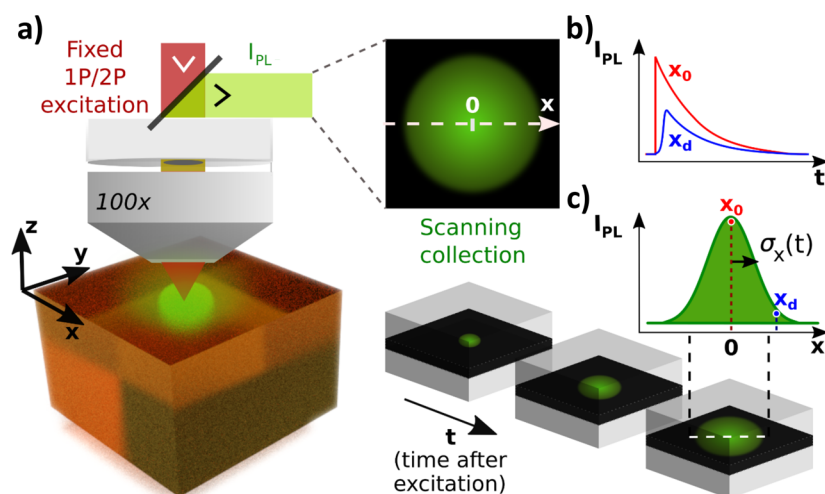 a)
Fixed
1P/2P
excitation
I_PL
100x
z
y
x
0
x
Scanning
collection
t
(time after
excitation)
b)
I_PL
x_0
x_d
t
c)
I_PL
x_0
σ_x(t)
x_d
0
x